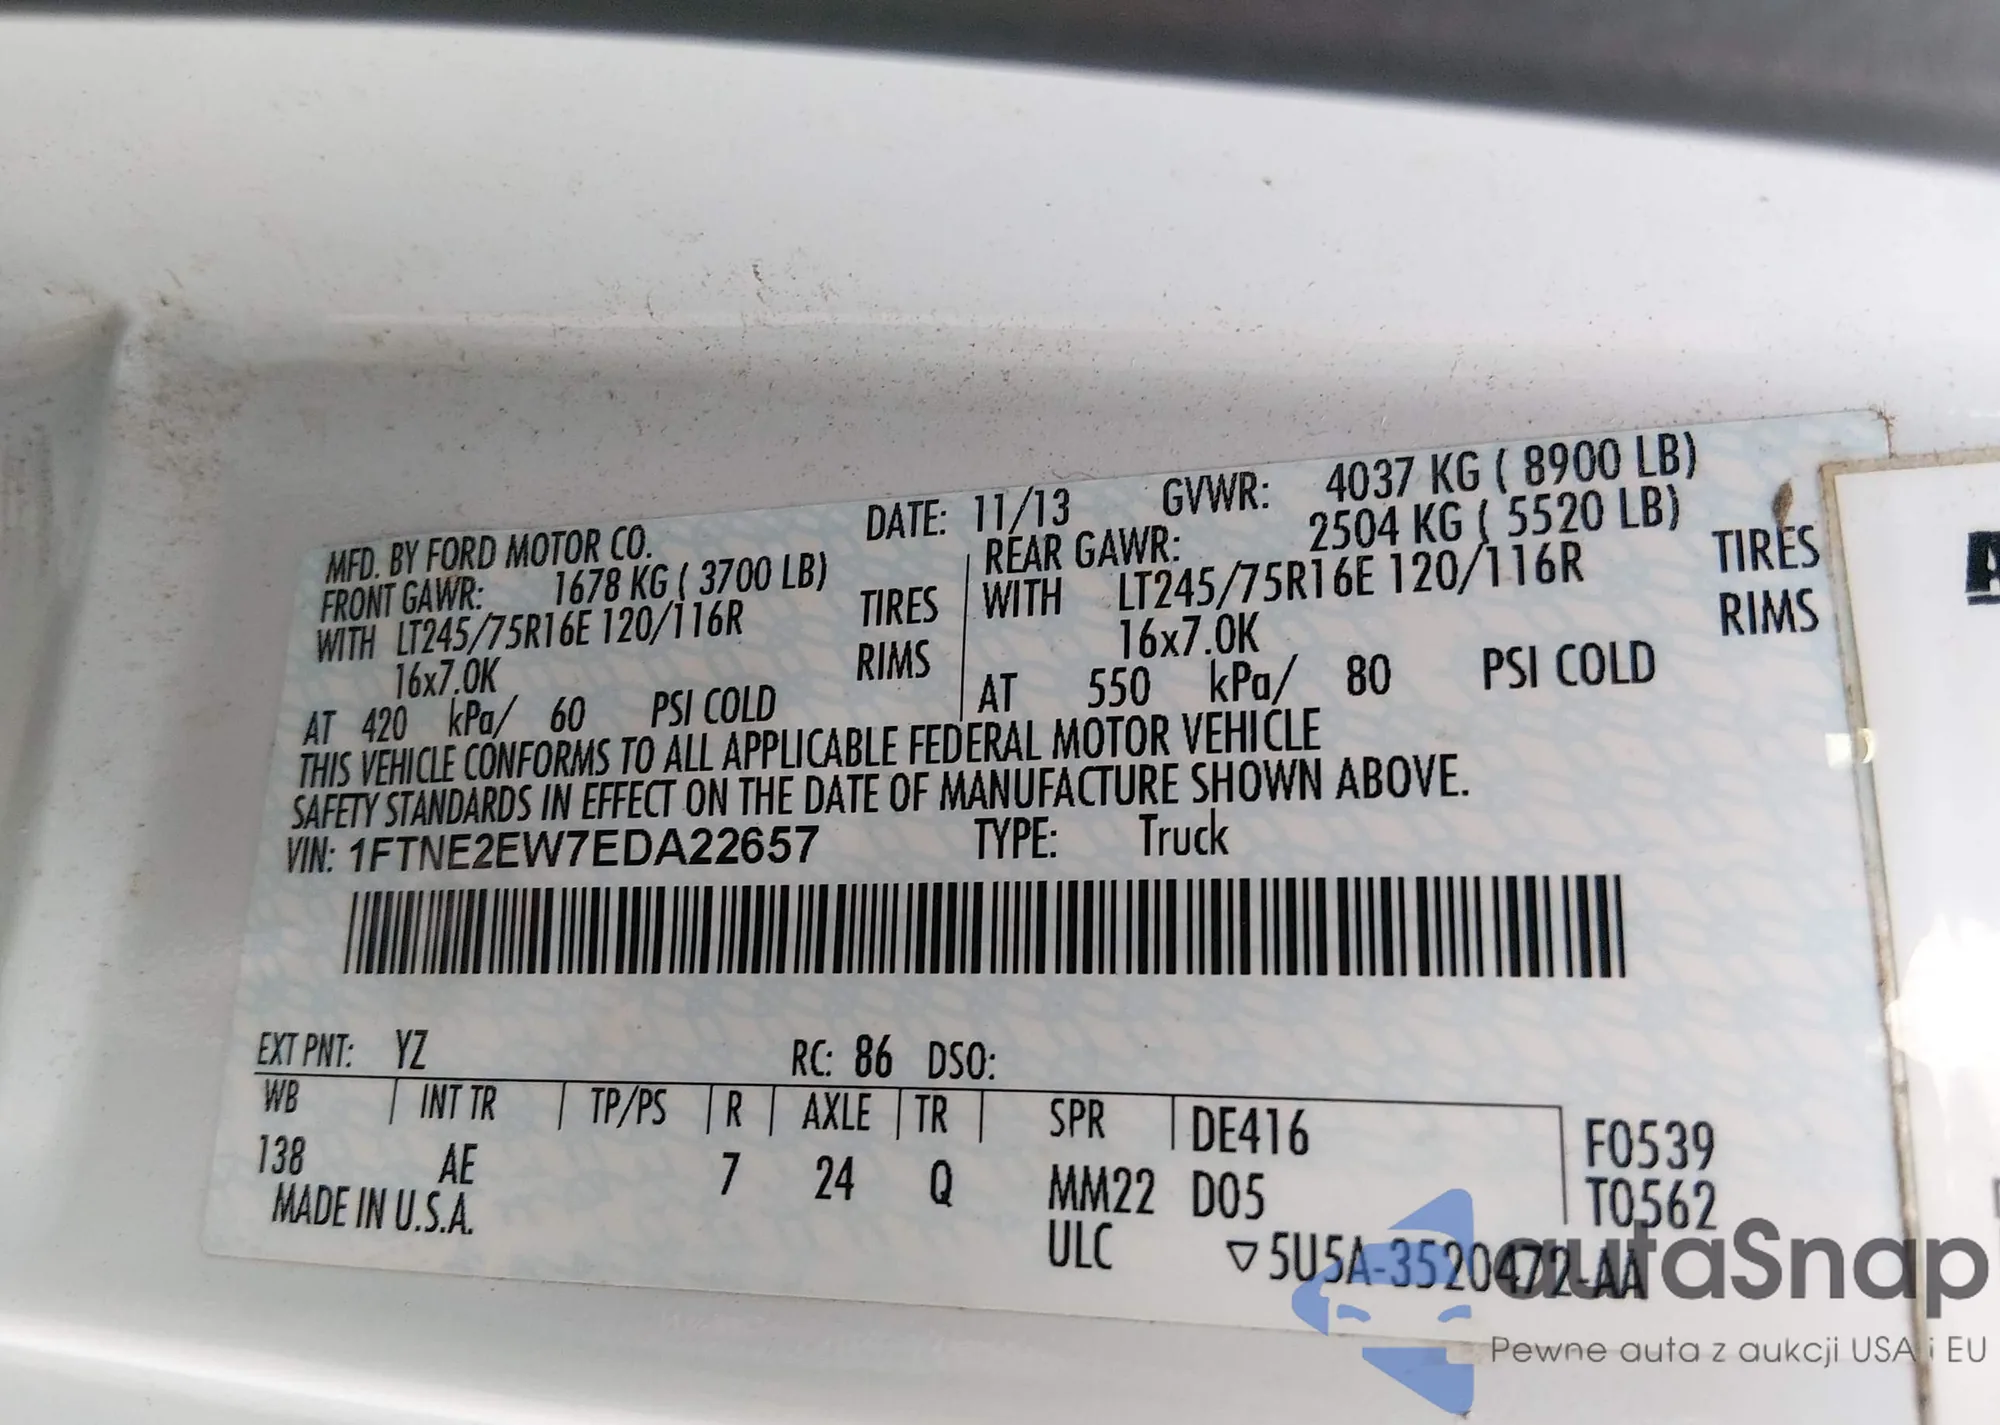 MFD. BY FORD MOTOR CO. DATE: 11/13 GVWR: 4037 KG ( 8900 LB)
FRONT GAWR: 1678 KG ( 3700 LB) REAR GAWR: 2504 KG ( 5520 LB)
WITH LT245/75R16E 120/116R TIRES WITH LT245/75R16E 120/116R TIRES
16x7.0K RIMS 16x7.0K RIMS
AT 420 kPa/ 60 PSI COLD AT 550 kPa/ 80 PSI COLD
THIS VEHICLE CONFORMS TO ALL APPLICABLE FEDERAL MOTOR VEHICLE
SAFETY STANDARDS IN EFFECT ON THE DATE OF MANUFACTURE SHOWN ABOVE.
VIN: 1FTNE2EW7EDA22657 TYPE: Truck
EXT PNT: YZ RC: 86 DSO:
WB INT TR TP/PS R AXLE TR SPR DE416 F0539
138 AE 7 24 Q MM22 D05 T0562
MADE IN U.S.A. ULC ▽5U5A-3520472-AA
autaSnap
Pewne auta z aukcji USA i EU